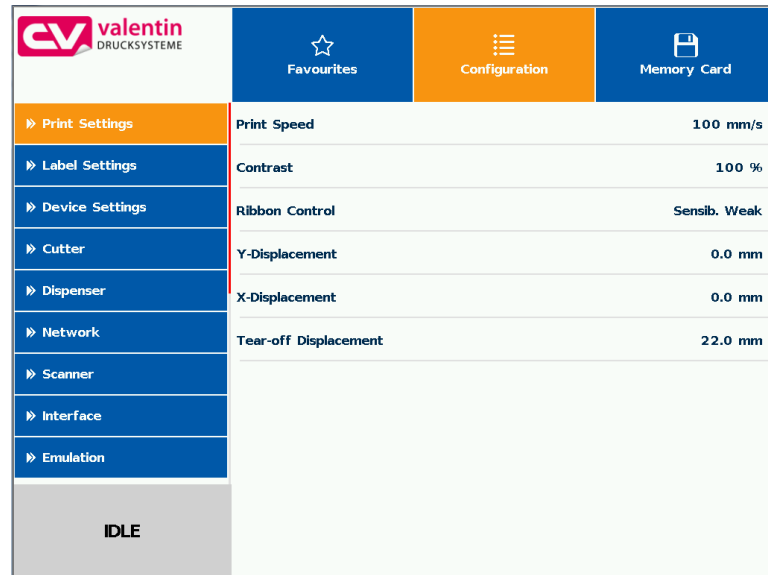 CV valentin
DRUCKSYSTEME
Favourites
Configuration
Memory Card
Print Settings
Label Settings
Device Settings
Cutter
Dispenser
Network
Scanner
Interface
Emulation
Print Speed 100 mm/s
Contrast 100 %
Ribbon Control Sensib. Weak
Y-Displacement 0.0 mm
X-Displacement 0.0 mm
Tear-off Displacement 22.0 mm
IDLE